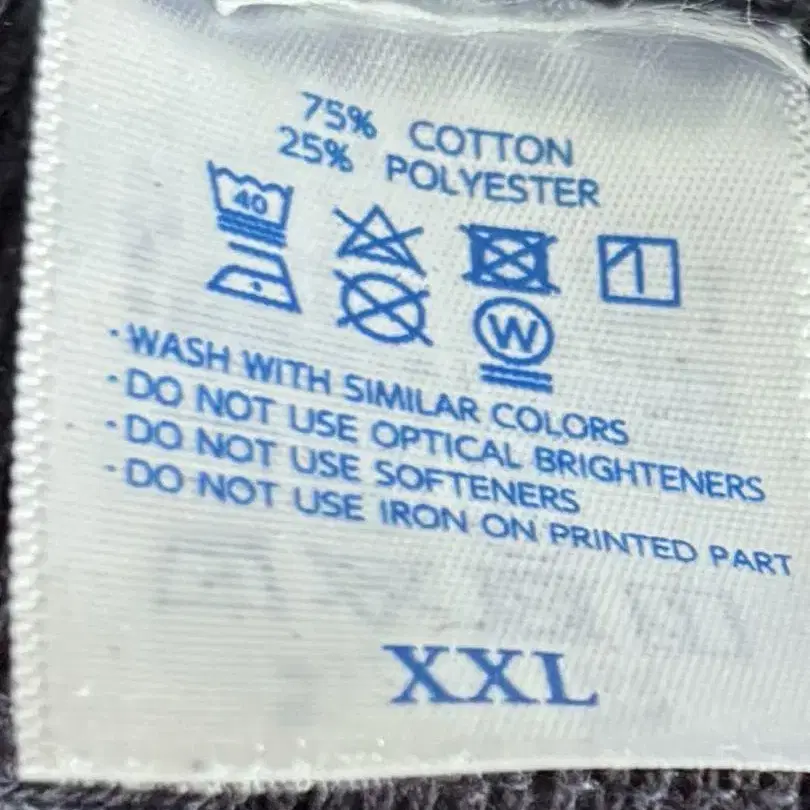 75% COTTON
25% POLYESTER
40
W
· WASH WITH SIMILAR COLORS
· DO NOT USE OPTICAL BRIGHTENERS
· DO NOT USE SOFTENERS
· DO NOT USE IRON ON PRINTED PART
XXL